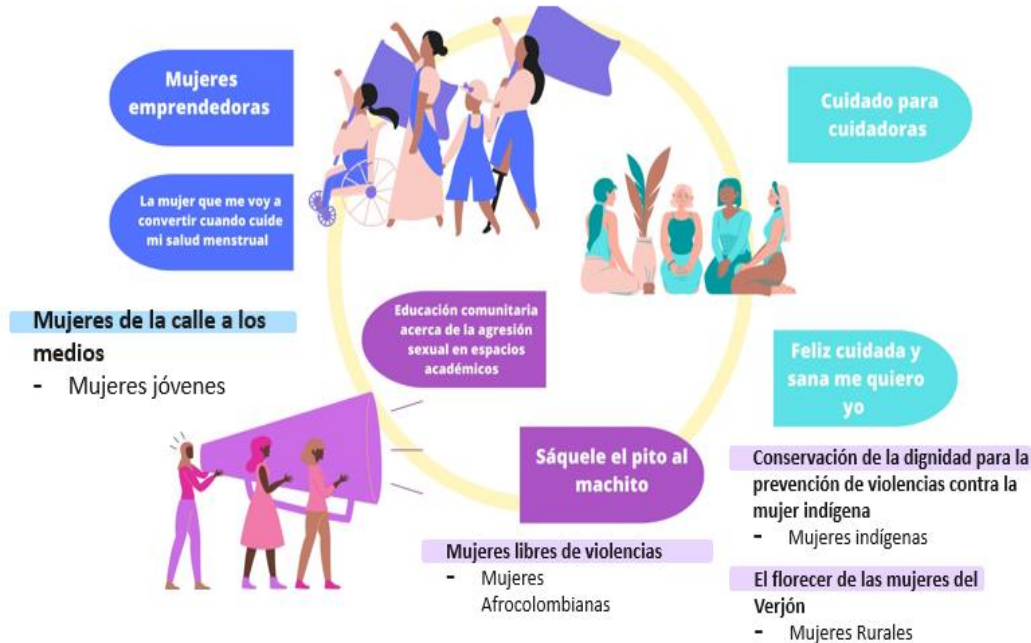 Mujeres
emprendedoras
La mujer que me voy a
convertir cuando cuide
mi salud menstrual
Mujeres de la calle a los
medios
- Mujeres jóvenes
Educación comunitaria
acerca de la agresión
sexual en espacios
académicos
Sáquele el pito al
machito
Mujeres libres de violencias
- Mujeres
Afrocolombianas
Cuidado para
cuidadoras
Feliz cuidada y
sana me quiero
yo
Conservación de la dignidad para la
prevención de violencias contra la
mujer indígena
- Mujeres indígenas
El florecer de las mujeres del
Verjón
- Mujeres Rurales